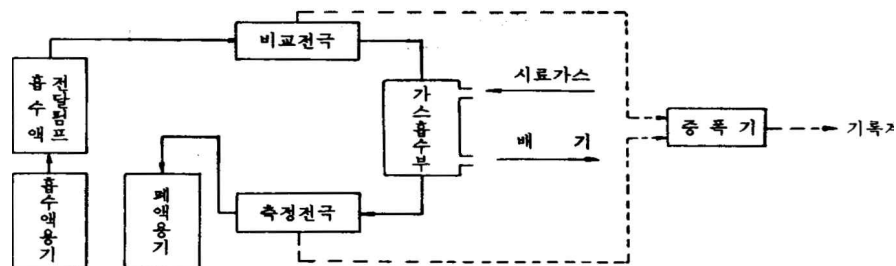 비교전극
흡수액
전달펌프
가스흡수부
시료가스
배 기
증폭기
기록계
흡수액용기
폐액용기
측정전극